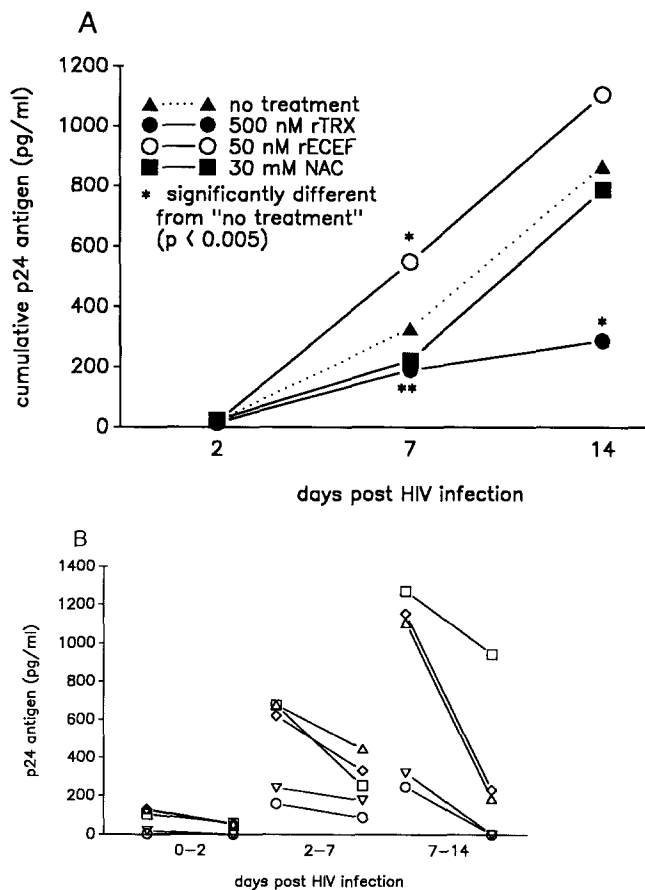 A
cumulative p24 antigen (pg/ml)
1200
1000
800
600
400
200
0
no treatment
500 nM rTRX
50 nM rECEF
30 mM NAC
* significantly different
from "no treatment"
(p < 0.005)
*
*
**
2
7
14
days post HIV infection
B
p24 antigen (pg/ml)
1400
1200
1000
800
600
400
200
0
0-2
2-7
7-14
days post HIV infection